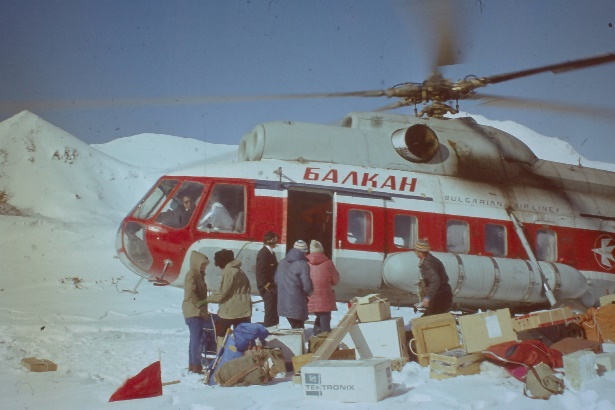 БАЛКАН
BULGARIAN AIRLINES
TEKTRONIX